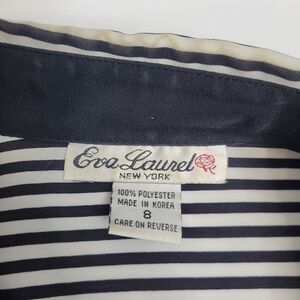 Eva Laurel
NEW YORK
100% POLYESTER
MADE IN KOREA
8
CARE ON REVERSE